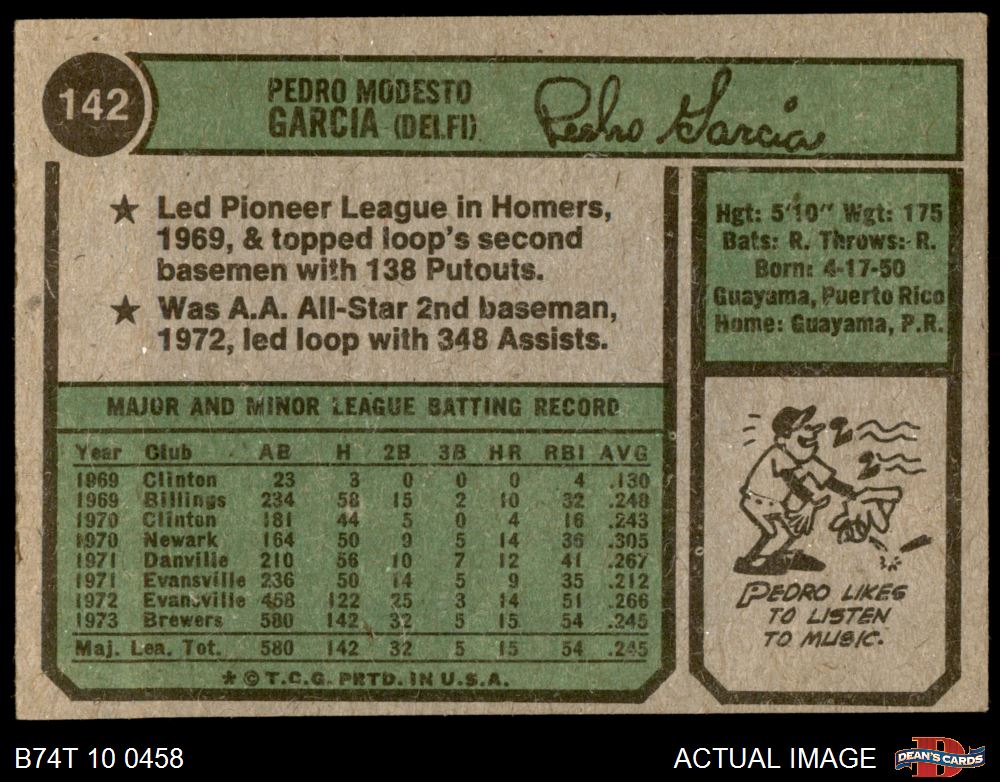 142
PEDRO MODESTO
GARCIA (DELFI)
Pedro Garcia
★ Led Pioneer League in Homers,
1969, & topped loop's second
basemen with 138 Putouts.
★ Was A.A. All-Star 2nd baseman,
1972, led loop with 348 Assists.
Hgt: 5'10" Wgt: 175
Bats: R. Throws: R.
Born: 4-17-50
Guayama, Puerto Rico
Home: Guayama, P.R.
MAJOR AND MINOR LEAGUE BATTING RECORD
Year Club AB H 2B 3B HR RBI AVG
1969 Clinton 23 3 0 0 0 4 .130
1969 Billings 234 58 15 2 10 32 .248
1970 Clinton 181 44 5 0 4 16 .243
1970 Newark 164 50 9 5 14 36 .305
1971 Danville 210 56 10 7 12 41 .267
1971 Evansville 236 50 14 5 9 35 .212
1972 Evansville 458 122 25 3 14 51 .266
1973 Brewers 580 142 32 5 15 54 .245
Maj. Lea. Tot. 580 142 32 5 15 54 .245
* © T.C.G. PRTD. IN U.S.A.
PEDRO LIKES
TO LISTEN
TO MUSIC.
B74T 10 0458
ACTUAL IMAGE
D
DEAN'S CARDS